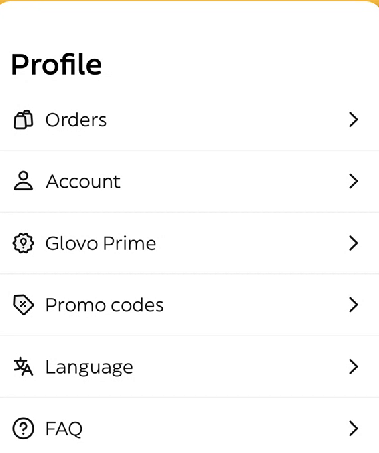 Profile
Orders
Account
Glovo Prime
Promo codes
Language
FAQ